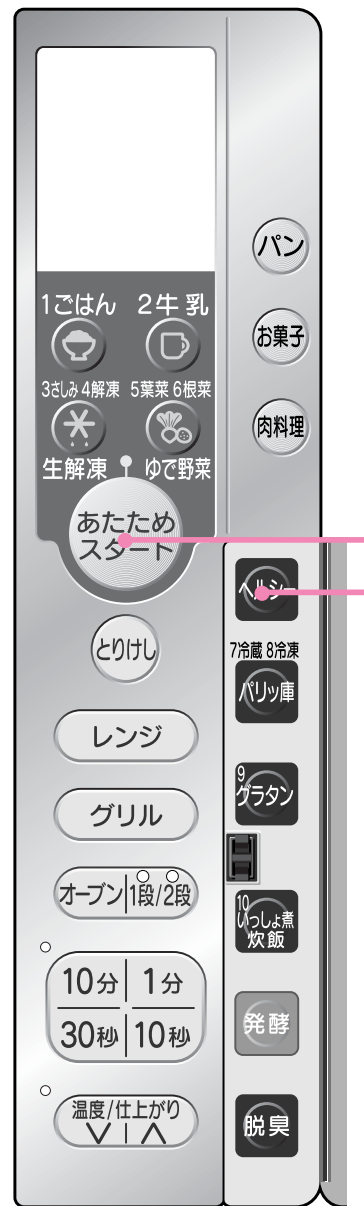 1ごはん 2牛乳
3さしみ 4解凍 5葉菜 6根菜
生解凍 ゆで野菜
あたため
スタート
とりけし
レンジ
グリル
オーブン 1段/2段
10分 1分
30秒 10秒
温度/仕上がり
パン
お菓子
肉料理
ヘルシー
7冷蔵 8冷凍
パリッ庫
9
グラタン
10
いっしょ煮
炊飯
発酵
脱臭